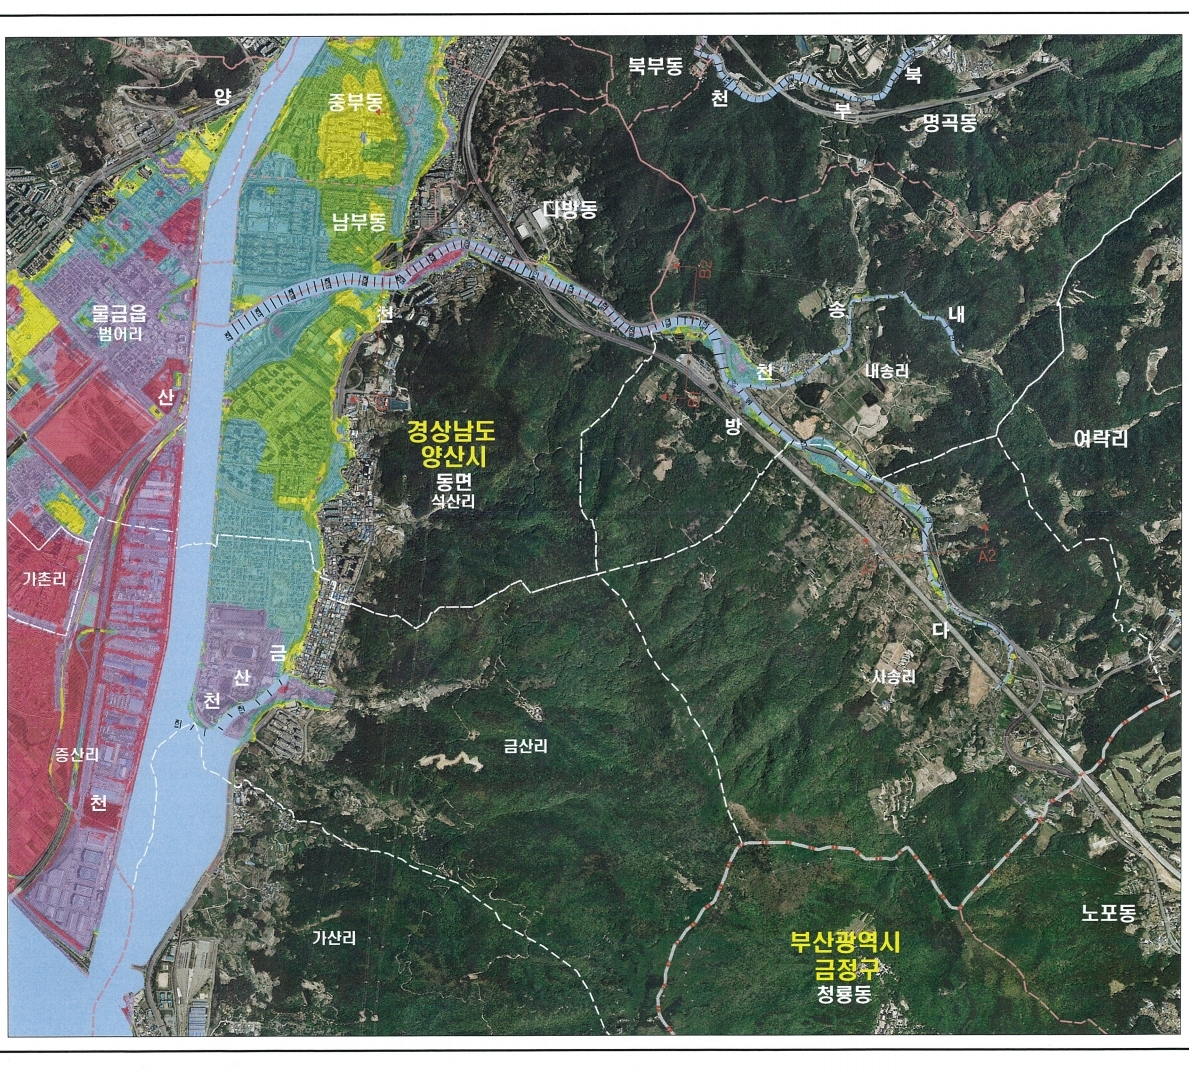 북부동
북
양
중부동
천
부
명곡동
다방동
남부동
B2
물금읍
범어리
천
송
내
산
천
내송리
경상남도
양산시
동면
석산리
방
여락리
A2
가촌리
다
금
산
천
사송리
증산리
금산리
천
노포동
가산리
부산광역시
금정구
청룡동